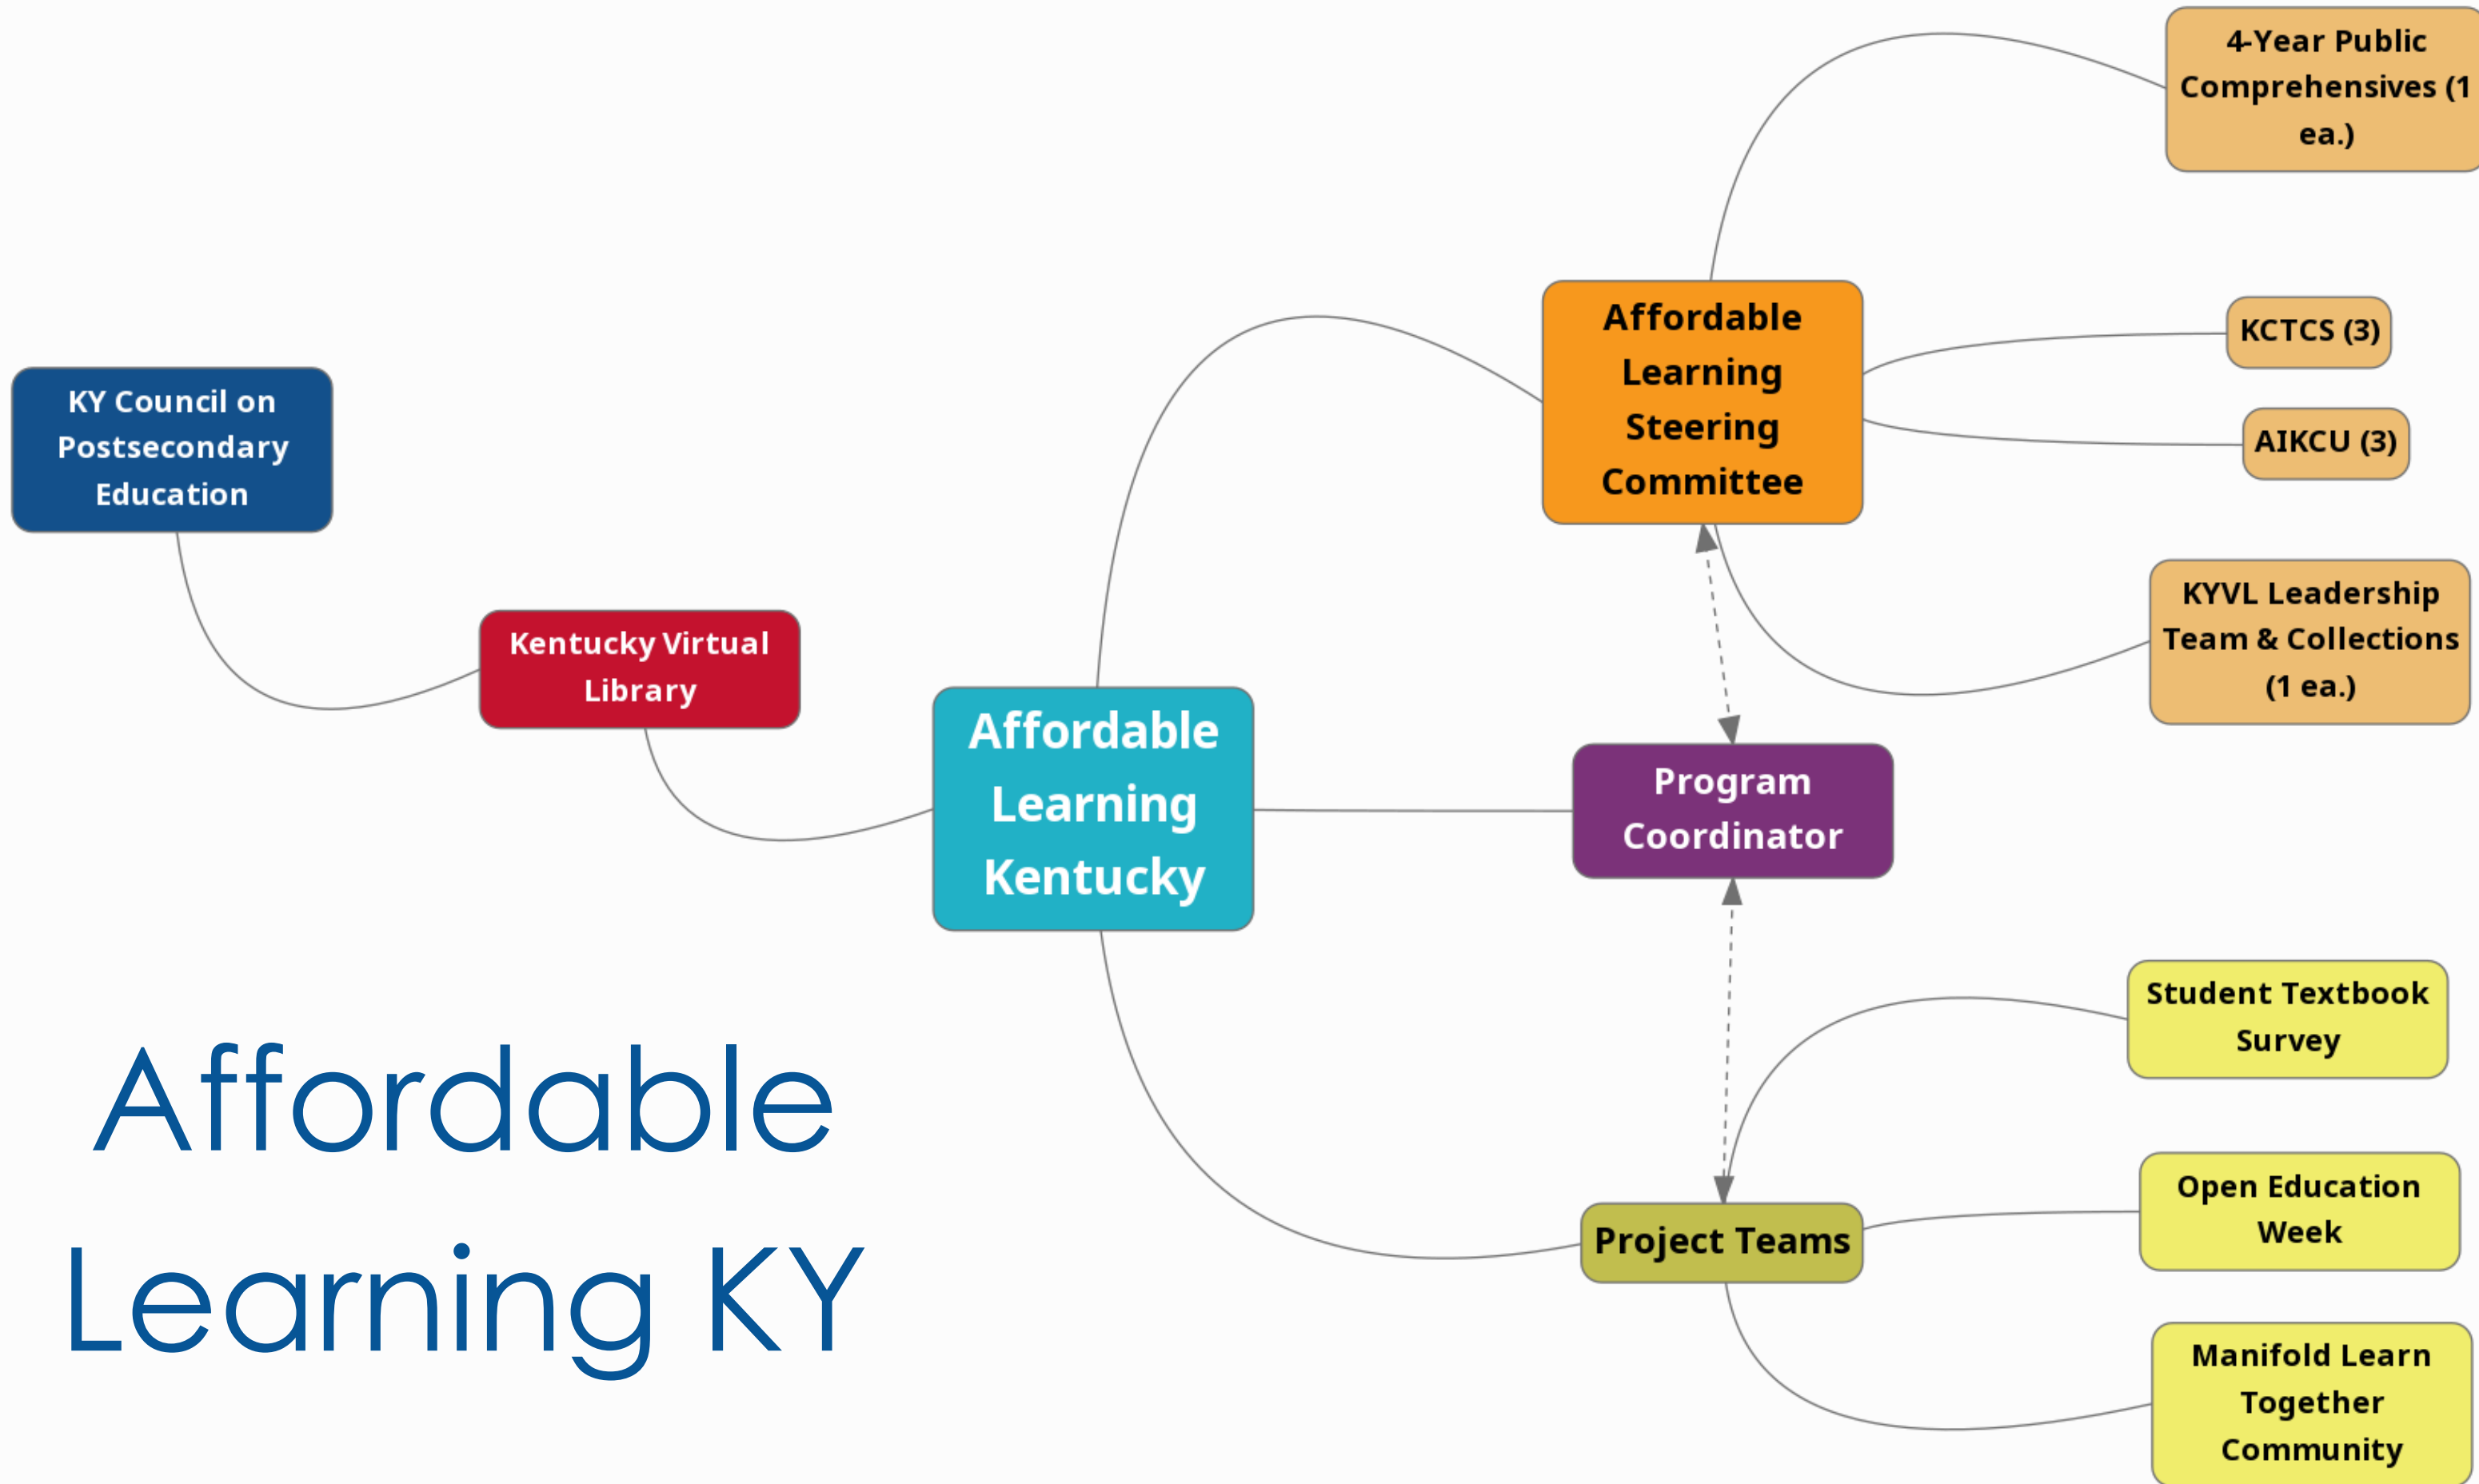 4-Year Public
Comprehensives (1
ea.)
Affordable
Learning
Steering
Committee
KCTCS (3)
AIKCU (3)
KY Council on
Postsecondary
Education
KYVL Leadership
Team & Collections
(1 ea.)
Kentucky Virtual
Library
Affordable
Learning
Kentucky
Program
Coordinator
Student Textbook
Survey
Open Education
Week
Project Teams
Manifold Learn
Together
Community
Affordable
Learning KY